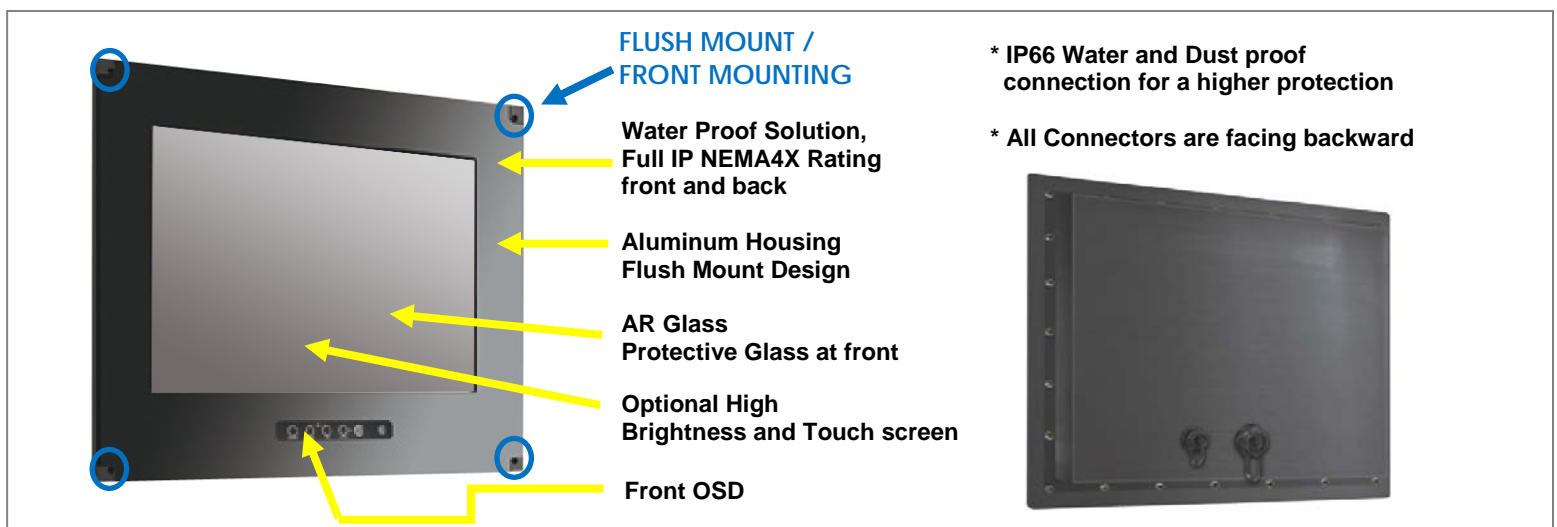 FLUSH MOUNT /
FRONT MOUNTING
Water Proof Solution,
Full IP NEMA4X Rating
front and back
Aluminum Housing
Flush Mount Design
AR Glass
Protective Glass at front
Optional High
Brightness and Touch screen
Front OSD
* IP66 Water and Dust proof
connection for a higher protection
* All Connectors are facing backward